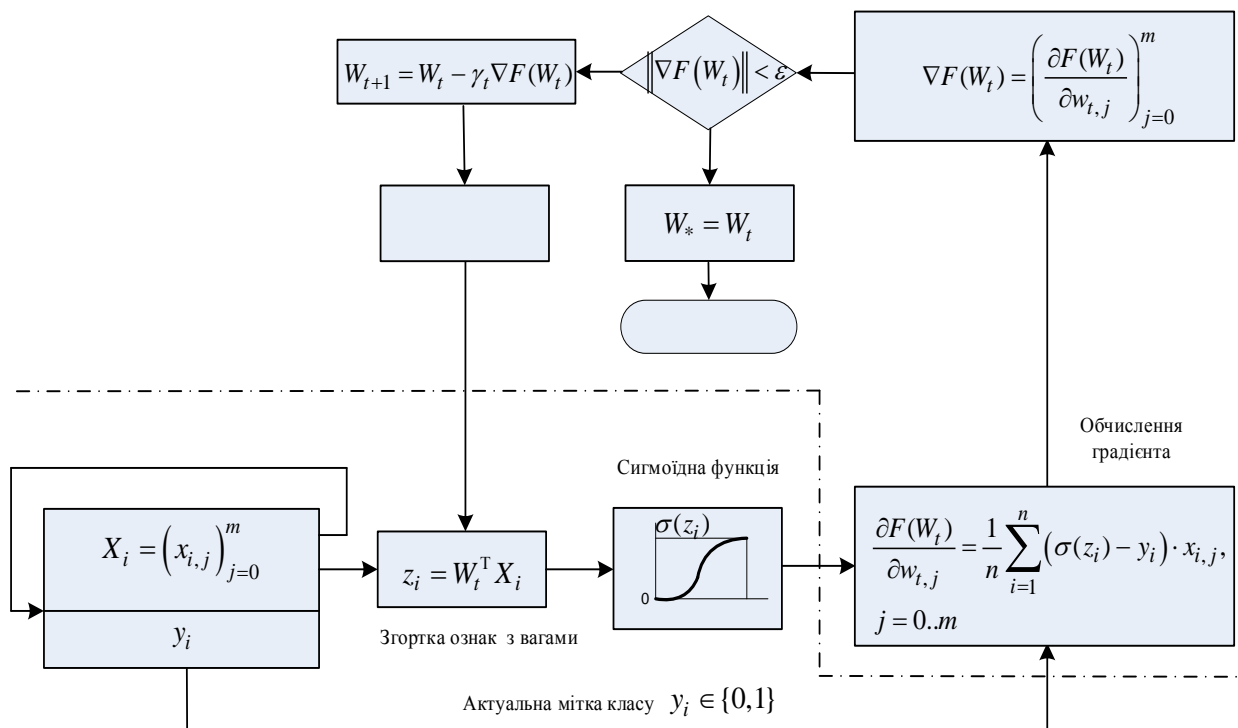 W_{t+1} = W_t − γ_t ∇F(W_t)
‖∇F(W_t)‖ < ε
∇F(W_t) = (∂F(W_t)/∂w_{t,j})_{j=0}^{m}
W_* = W_t
Обчислення
градієнта
Сигмоїдна функція
X_i = (x_{i,j})_{j=0}^{m}
y_i
z_i = W_t^T X_i
σ(z_i)
0
∂F(W_t)/∂w_{t,j} = 1/n ∑_{i=1}^{n} (σ(z_i) − y_i) · x_{i,j},
j = 0..m
Згортка ознак з вагами
Актуальна мітка класу y_i ∈ {0,1}